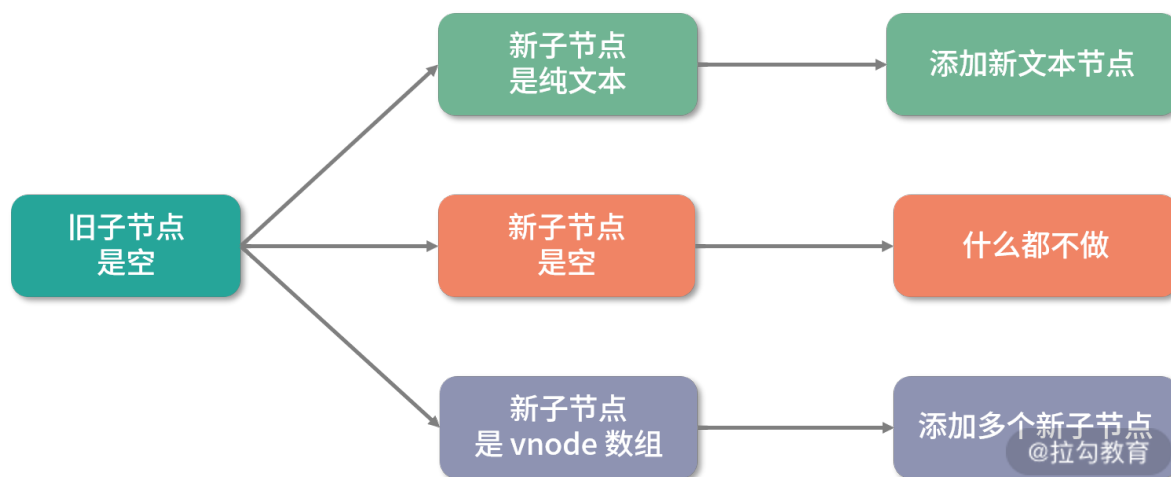 新子节点
是纯文本
添加新文本节点
旧子节点
是空
新子节点
是空
什么都不做
新子节点
是 vnode 数组
添加多个新子节点
@拉勾教育